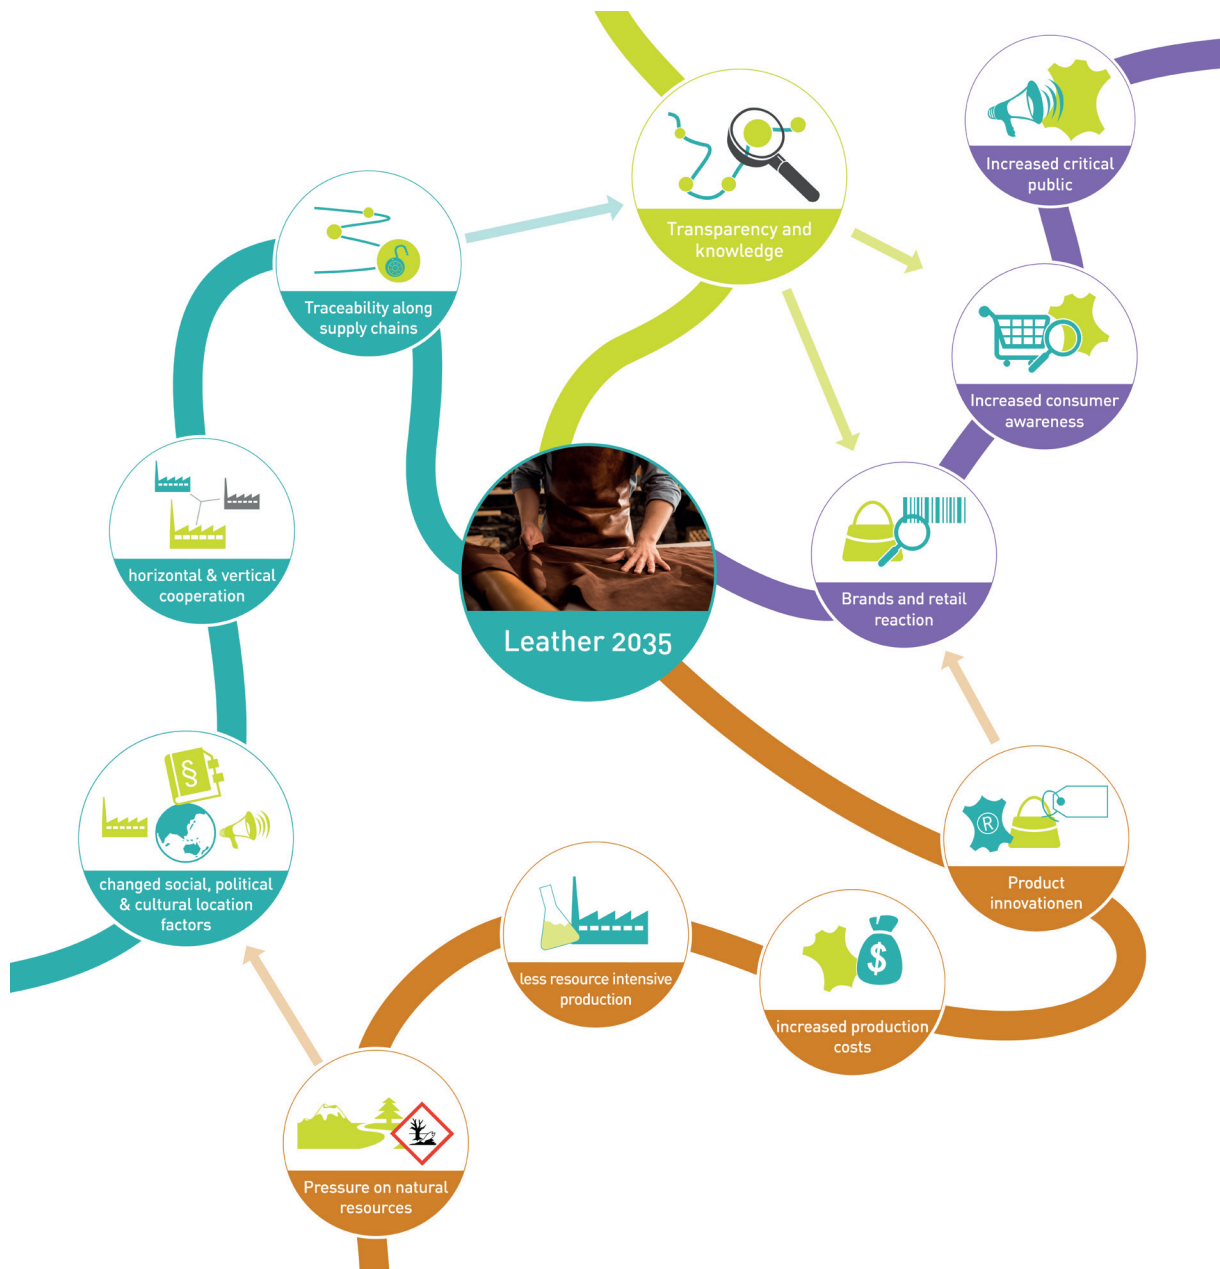 Increased critical
public
Transparency and
knowledge
Traceability along
supply chains
Increased consumer
awareness
horizontal & vertical
cooperation
Brands and retail
reaction
Leather 2035
§
changed social, political
& cultural location
factors
®
Product
innovationen
less resource intensive
production
$
increased production
costs
Pressure on natural
resources